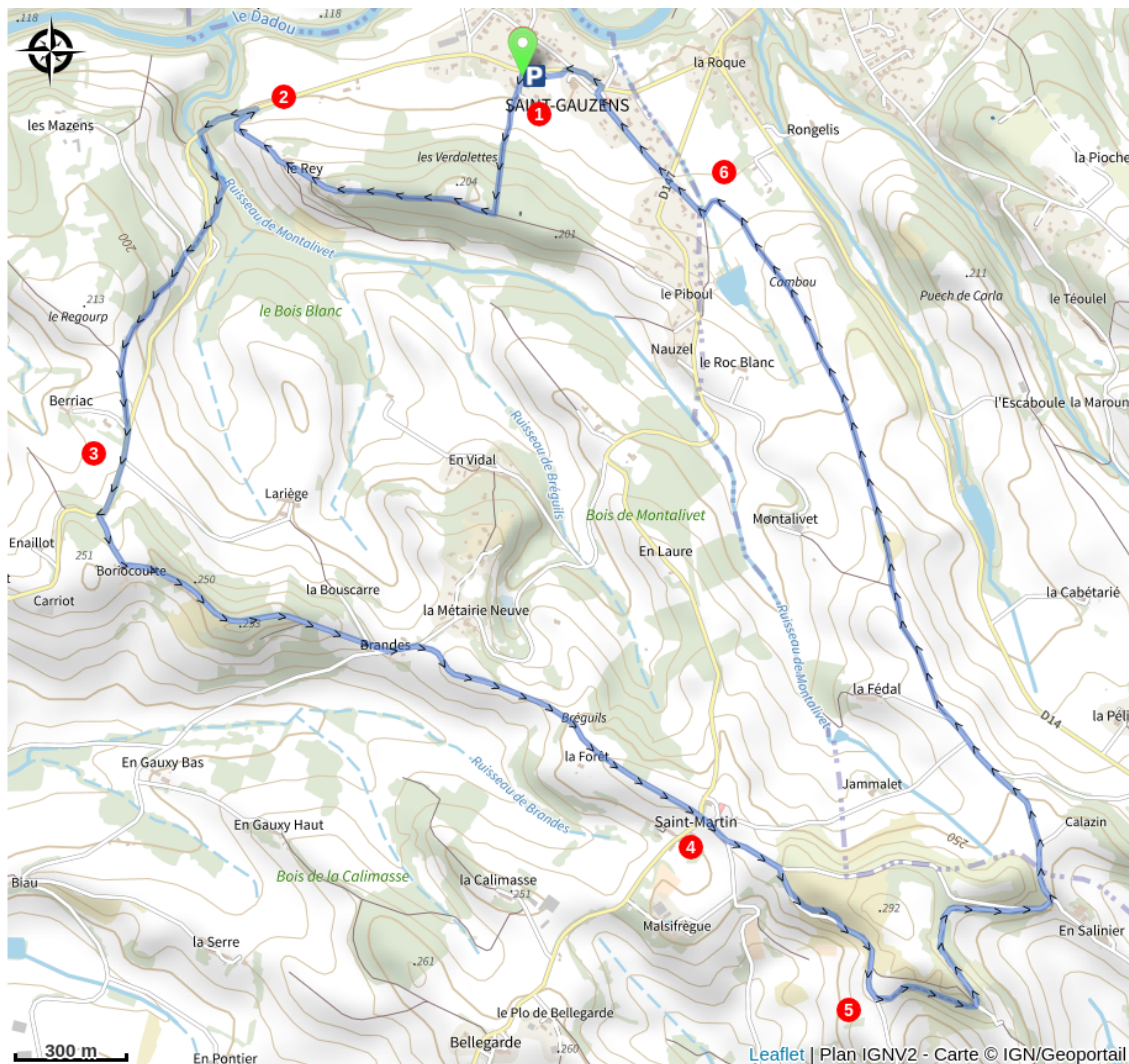 .118
le Dadou
.118
la Roque
P
SAINT-GAUZENS
2
1
les Mazens
Rongelis
les Verdalettes
la Pioche
le Rey
.204
6
D14
Ruisseau de Montalivet
.201
200
Cambou
.211
Puech de Carla
le Téoulel
213
le Regourp
le Piboul
le Bois Blanc
Nauzel
le Roc Blanc
Berriac
l'Escaboule
la Maroun
Ruisseau de Bréguils
3
En Vidal
Lariège
Bois de Montalivet
Montalivet
Enaillot
251
Boriocourte
.250
En Laure
la Bouscarre
la Cabétarié
Carriot
la Métairie Neuve
Ruisseau de Montalivet
Brandes
la Fédal
Bréguils
D14
la Péli
la Forêt
En Gauxy Bas
Ruisseau de Brandes
Jammalet
Saint-Martin
Calazin
En Gauxy Haut
250
4
Bois de la Calimasse
la Calimasse
.251
Blau
.292
Malsifrègue
En Salinier
la Serre
.261
5
le Plo de Bellegarde
Bellegarde
.260
300 m
En Pontier
Leaflet | Plan IGNV2 - Carte © IGN/Geoportail